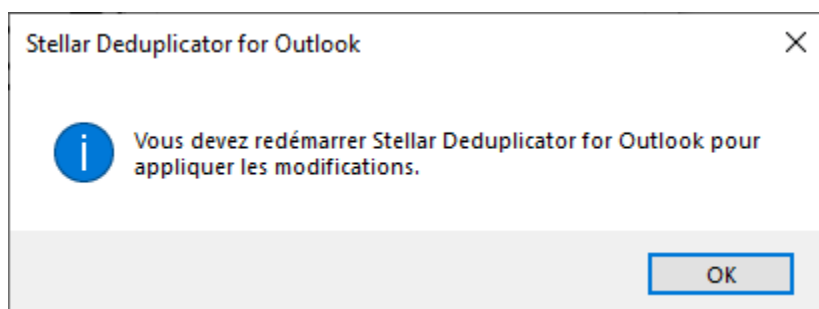 Stellar Deduplicator for Outlook
Vous devez redémarrer Stellar Deduplicator for Outlook pour
appliquer les modifications.
OK